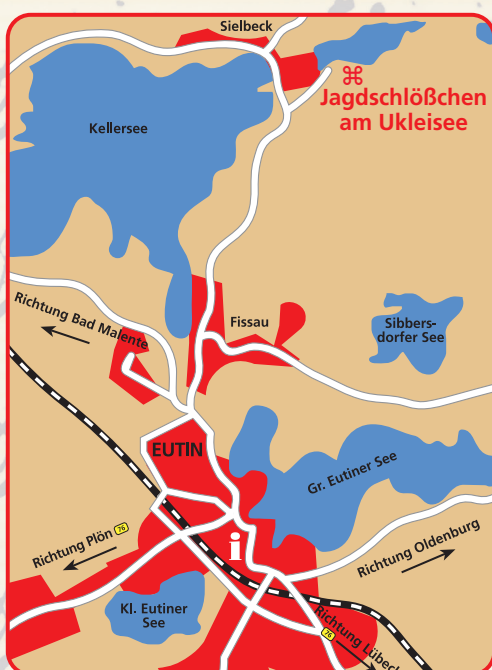 Sielbeck
⌘
Jagdschlößchen
am Ukleisee
Kellersee
Richtung Bad Malente
Fissau
Sibbers-
dorfer See
EUTIN
Gr. Eutiner See
Richtung Plön 76
i
Richtung Oldenburg
Kl. Eutiner
See
76
Richtung Lübeck